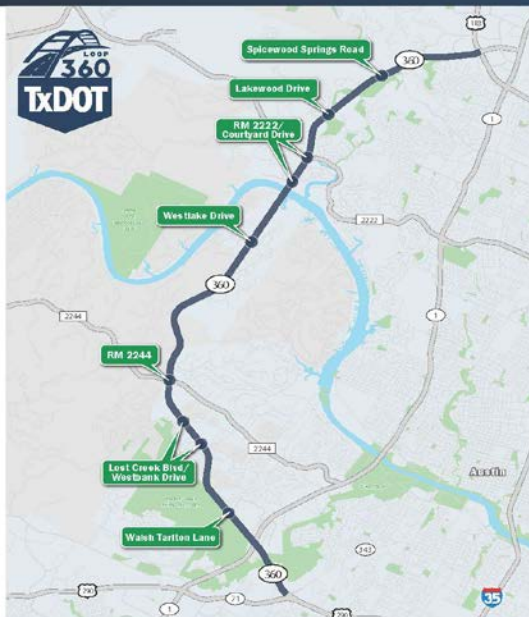 LOOP
360
TxDOT
183
Spicewood Springs Road
360
Lakewood Drive
RM 2222/
Courtyard Drive
1
2222
Westlake Drive
360
1
2244
RM 2244
2244
Lost Creek Blvd/
Westbank Drive
Austin
Walsh Tarlton Lane
343
360
290
35
1
71
290